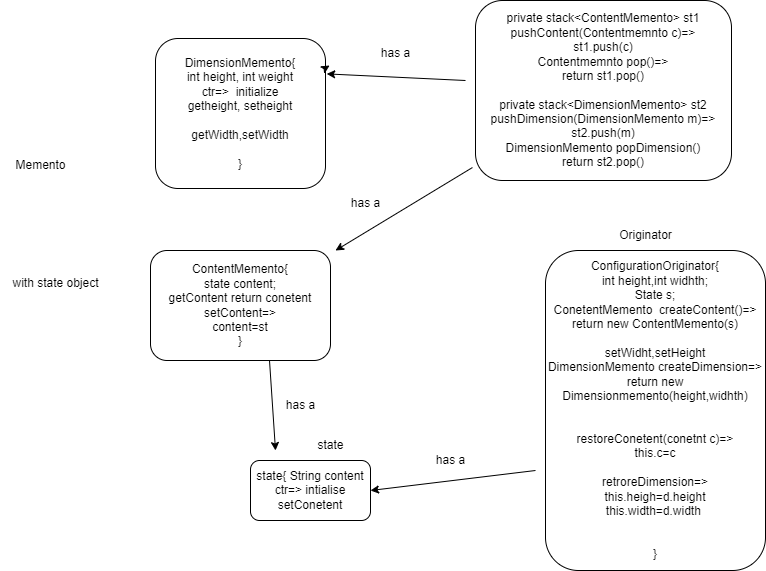 private stack<ContentMemento> st1
pushContent(Contentmemnto c)=>
st1.push(c)
Contentmemnto pop()=>
return st1.pop()
private stack<DimensionMemento> st2
pushDimension(DimensionMemento m)=>
st2.push(m)
DimensionMemento popDimension()
return st2.pop()
has a
DimensionMemento{
int height, int weight
ctr=>  initialize
getheight, setheight
getWidth,setWidth
}
Memento
has a
Originator
with state object
ContentMemento{
state content;
getContent return conetent
setContent=>
content=st
}
ConfigurationOriginator{
int height,int widhth;
State s;
ConetentMemento  createContent()=>
return new ContentMemento(s)
setWidht,setHeight
DimensionMemento createDimension=>
return new
Dimensionmemento(height,widhth)
restoreConetent(conetnt c)=>
this.c=c
retroreDimension=>
this.heigh=d.height
this.width=d.width
}
has a
state
has a
state{ String content
ctr=> intialise
setConetent